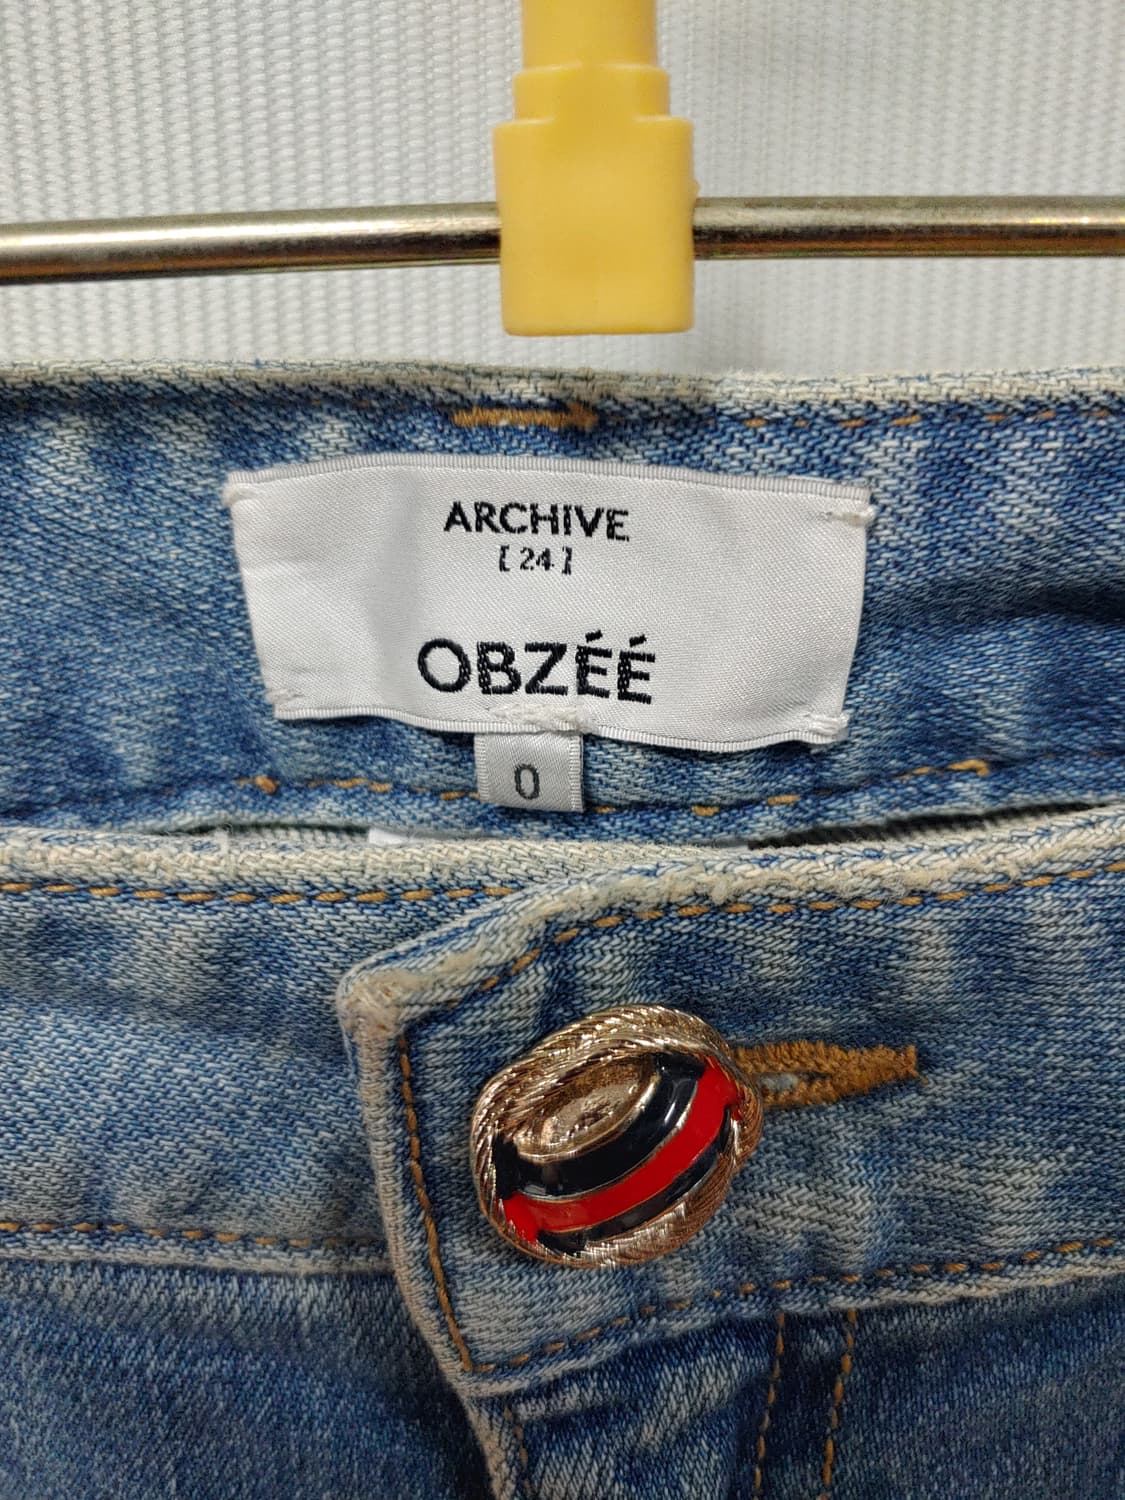 ARCHIVE
[24]
OBZÉÉ
0